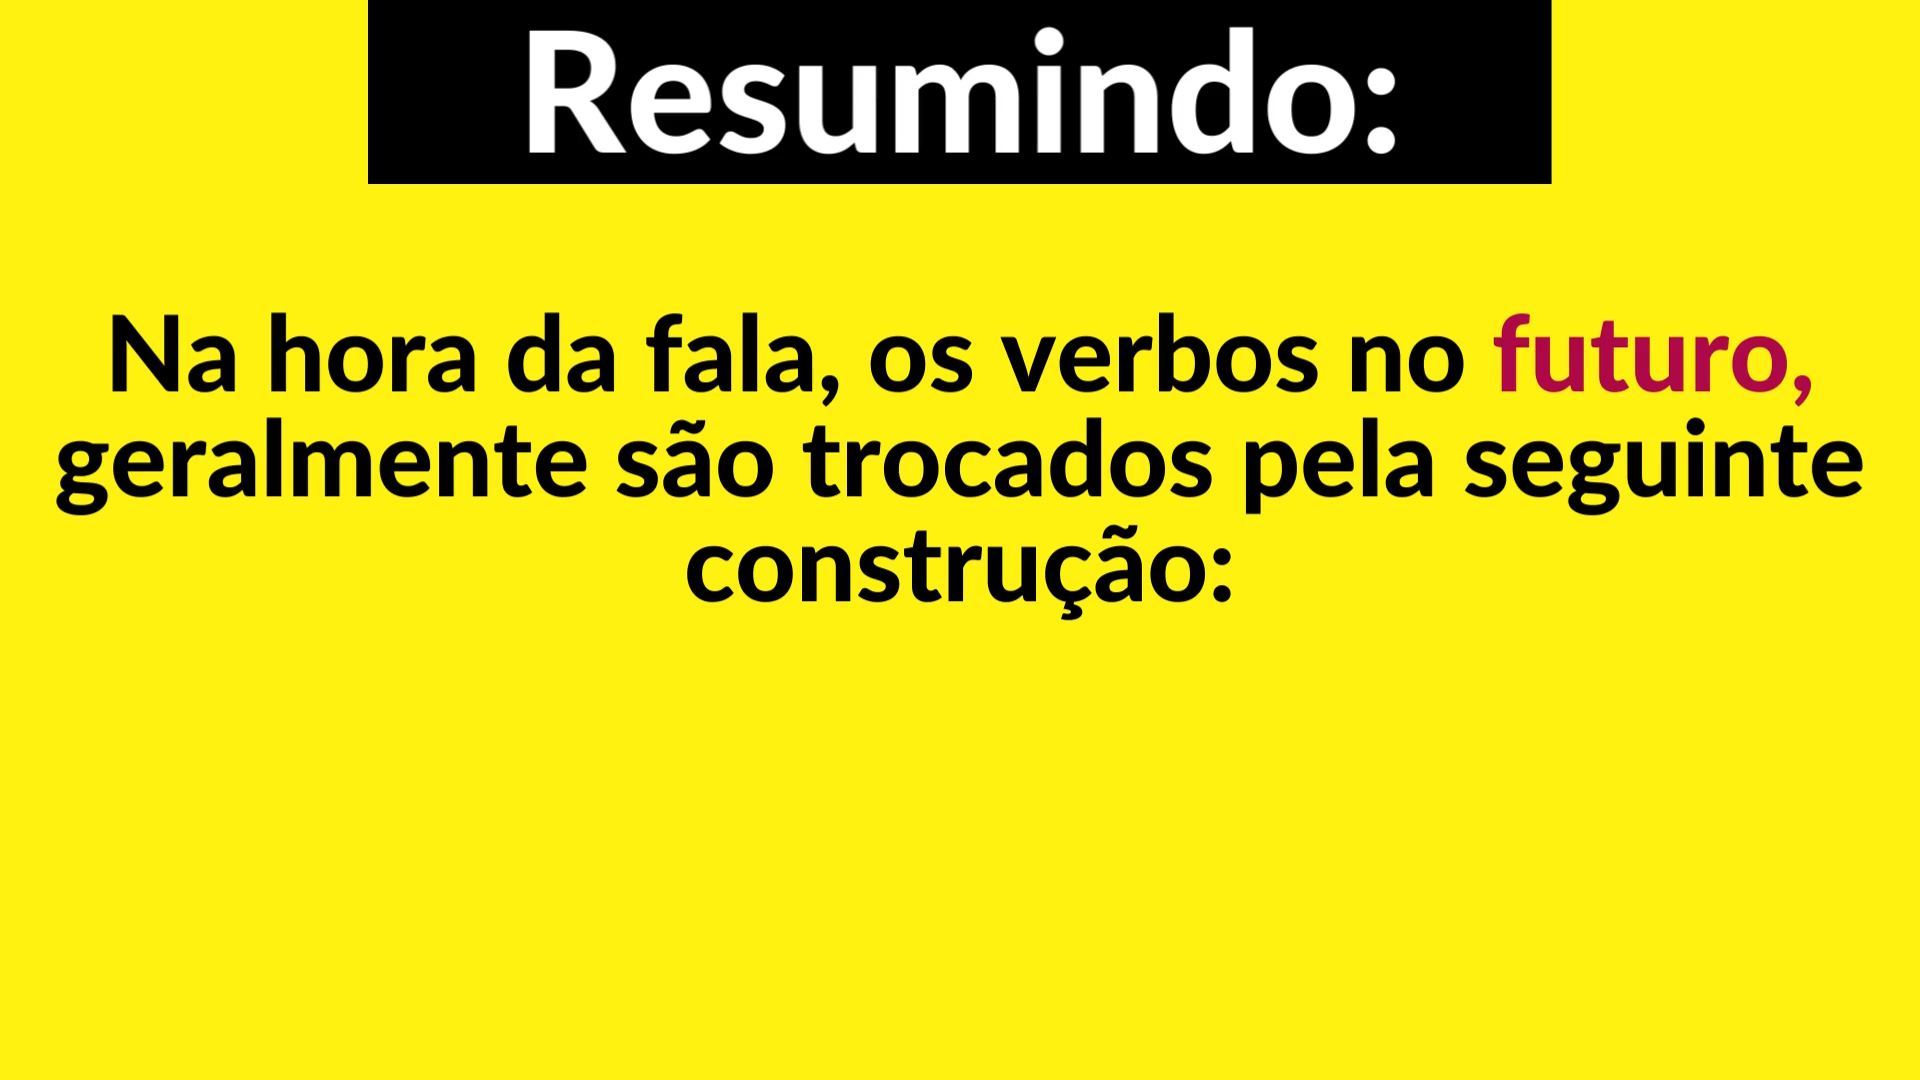 Resumindo:
Na hora da fala, os verbos no futuro,
geralmente são trocados pela seguinte
construção: